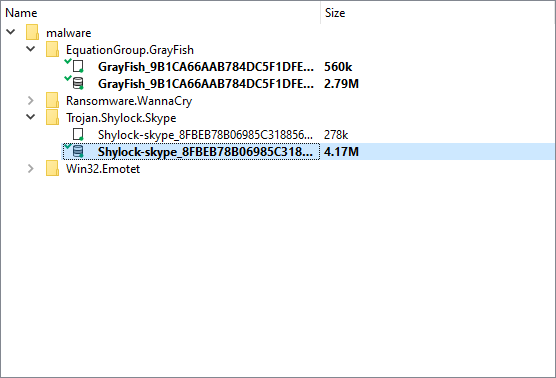 Name Size
malware
EquationGroup.GrayFish
GrayFish_9B1CA66AAB784DC5F1DFE... 560k
GrayFish_9B1CA66AAB784DC5F1DFE... 2.79M
Ransomware.WannaCry
Trojan.Shylock.Skype
Shylock-skype_8FBEB78B06985C318856... 278k
Shylock-skype_8FBEB78B06985C318... 4.17M
Win32.Emotet